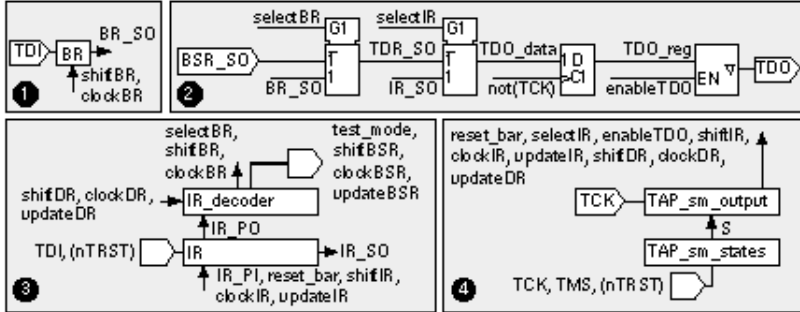 TDI
BR
BR_SO
shiftBR,
clockBR
1
selectBR
selectIR
G1
G1
BSR_SO
1
1
TDR_SO
1
1
TDO_data
1 D
C1
TDO_reg
EN
TDO
BR_SO
IR_SO
not(TCK)
enableTDO
2
selectBR,
shiftBR,
clockBR
test_mode,
shiftBSR,
clockBSR,
updateBSR
shiftDR, clockDR,
updateDR
IR_decoder
IR_PO
TDI, (nTRST)
IR
IR_SO
IR_PI, reset_bar, shiftIR,
clockIR, updateIR
3
reset_bar, selectIR, enableTDO, shiftIR,
clockIR, updateIR, shiftDR, clockDR,
updateDR
TCK
TAP_sm_output
S
TAP_sm_states
TCK, TMS, (nTRST)
4